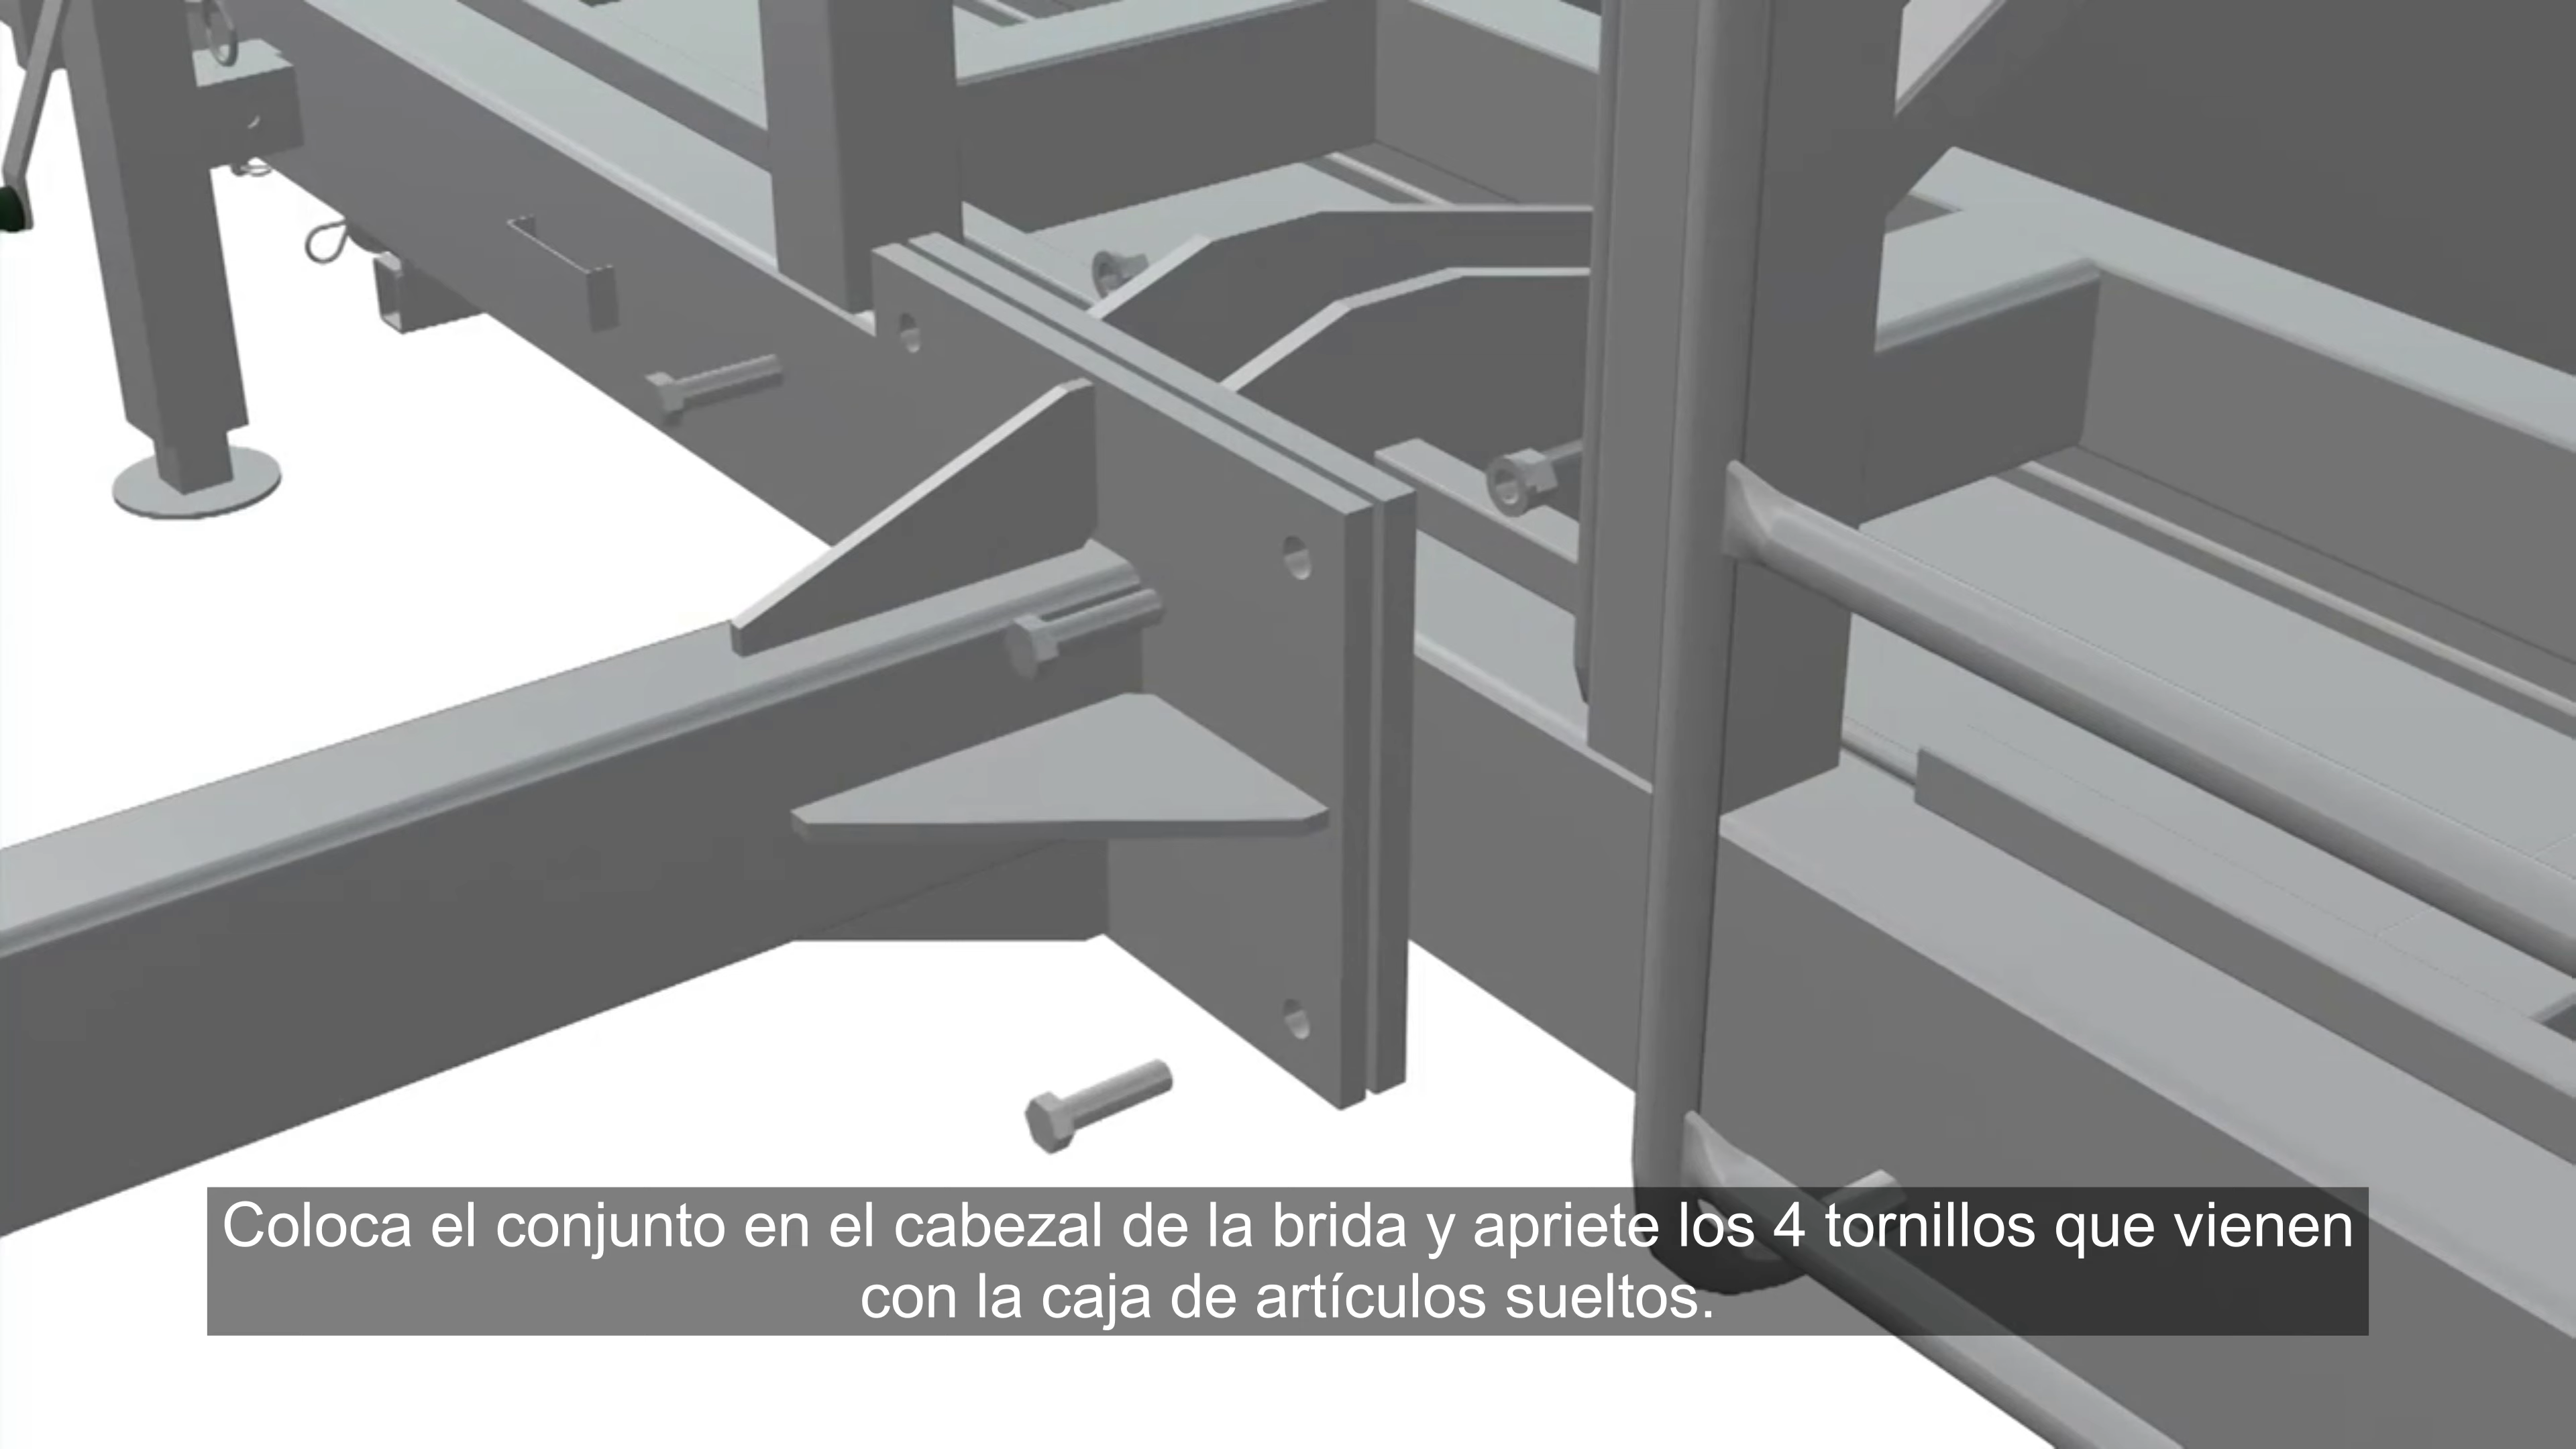 Coloca el conjunto en el cabezal de la brida y apriete los 4 tornillos que vienen
con la caja de artículos sueltos.